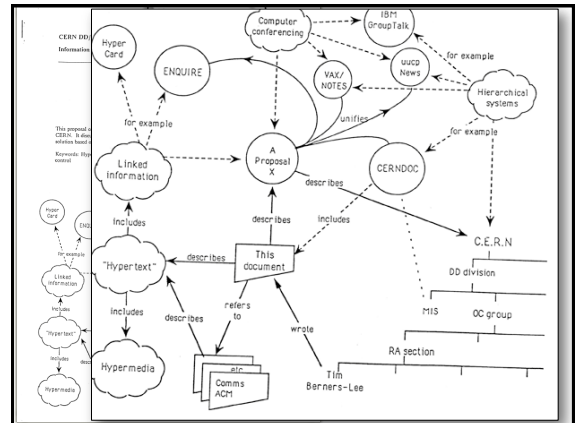 CERN DD/
Information
This proposal
CERN. It
solution based
Keywords: Hyp
control
Hyper
Card
for example
Linked
information
includes
"Hypertext"
includes
Hypermedia
Hyper
Card
ENQUIRE
Computer
conferencing
IBM
GroupTalk
for example
VAX/
NOTES
uucp
News
Hierarchical
systems
for example
unifies
for example
Linked
information
A
Proposal
X
CERNDOC
describes
includes
describes
includes
C.E.R.N
"Hypertext"
describes
This
document
DD division
MIS
OC group
includes
describes
refers
to
wrote
RA section
Hypermedia
etc
Comms
ACM
Tim
Berners-Lee